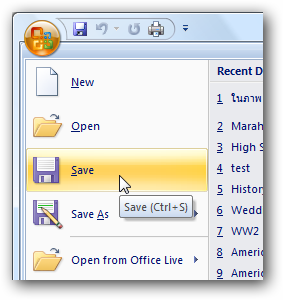 New
Open
Save
Save (Ctrl+S)
Save As
Open from Office Live
Recent D
1 ในภาพ
2 Marah
3 High S
4 test
5 History
6 Wedd
7 WW2
8 Americ
9 Americ